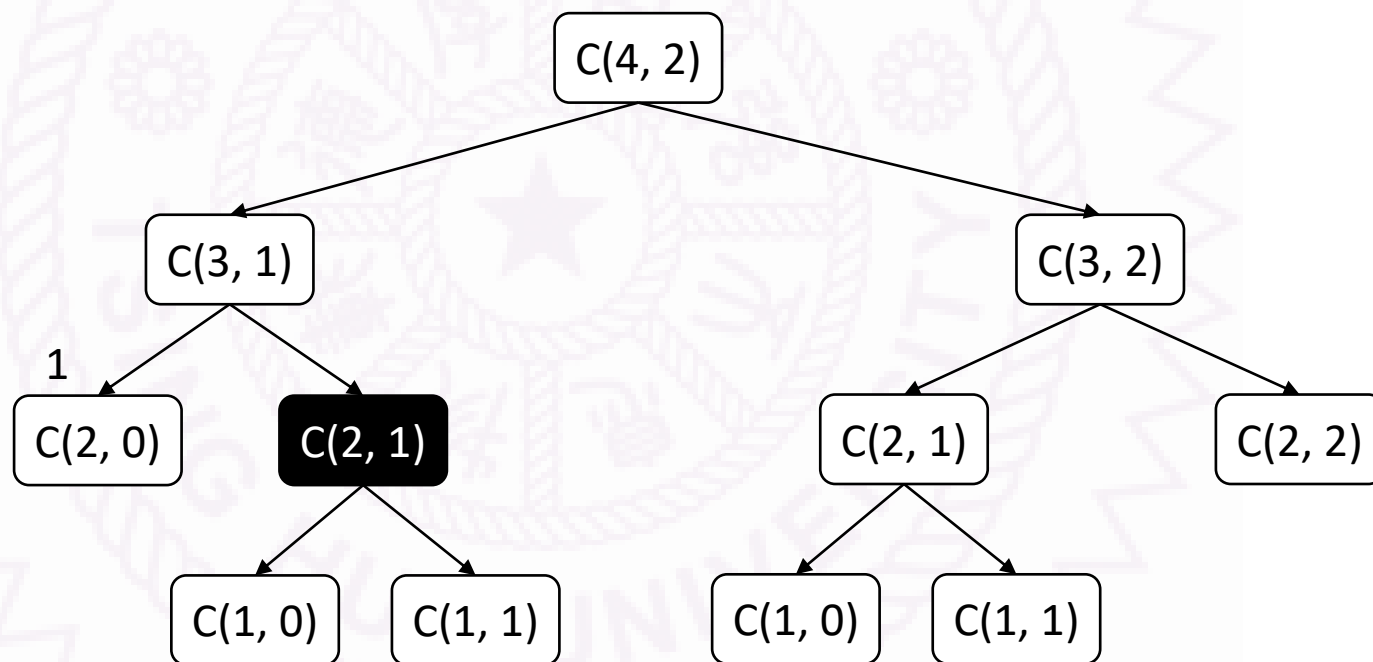 C(4, 2)
C(3, 1)
C(3, 2)
1
C(2, 0)
C(2, 1)
C(2, 1)
C(2, 2)
C(1, 0)
C(1, 1)
C(1, 0)
C(1, 1)